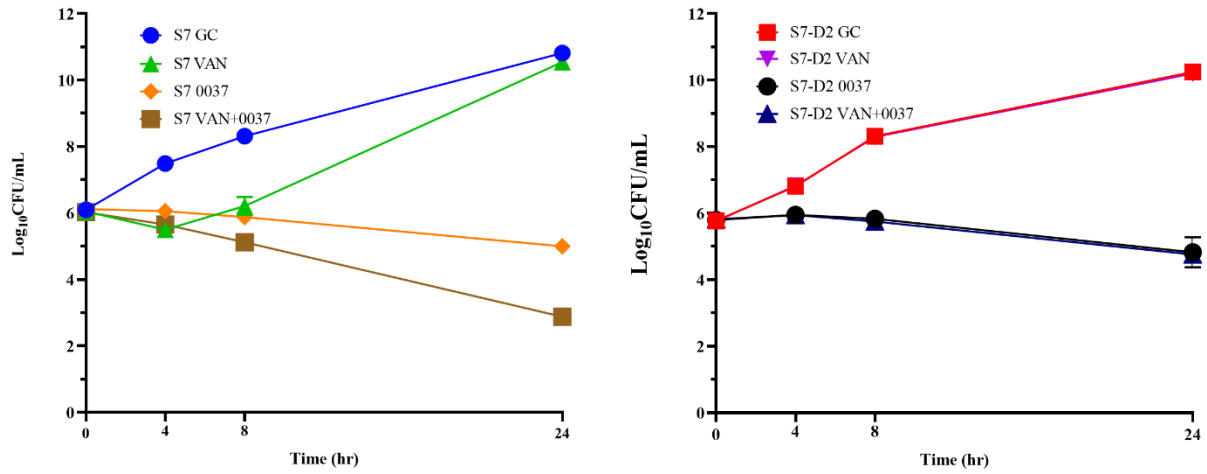 12
10
8
6
4
2
0
Log₁₀CFU/mL
S7 GC
S7 VAN
S7 0037
S7 VAN+0037
0
4
8
24
Time (hr)
12
10
8
6
4
2
0
Log₁₀CFU/mL
S7-D2 GC
S7-D2 VAN
S7-D2 0037
S7-D2 VAN+0037
0
4
8
24
Time (hr)